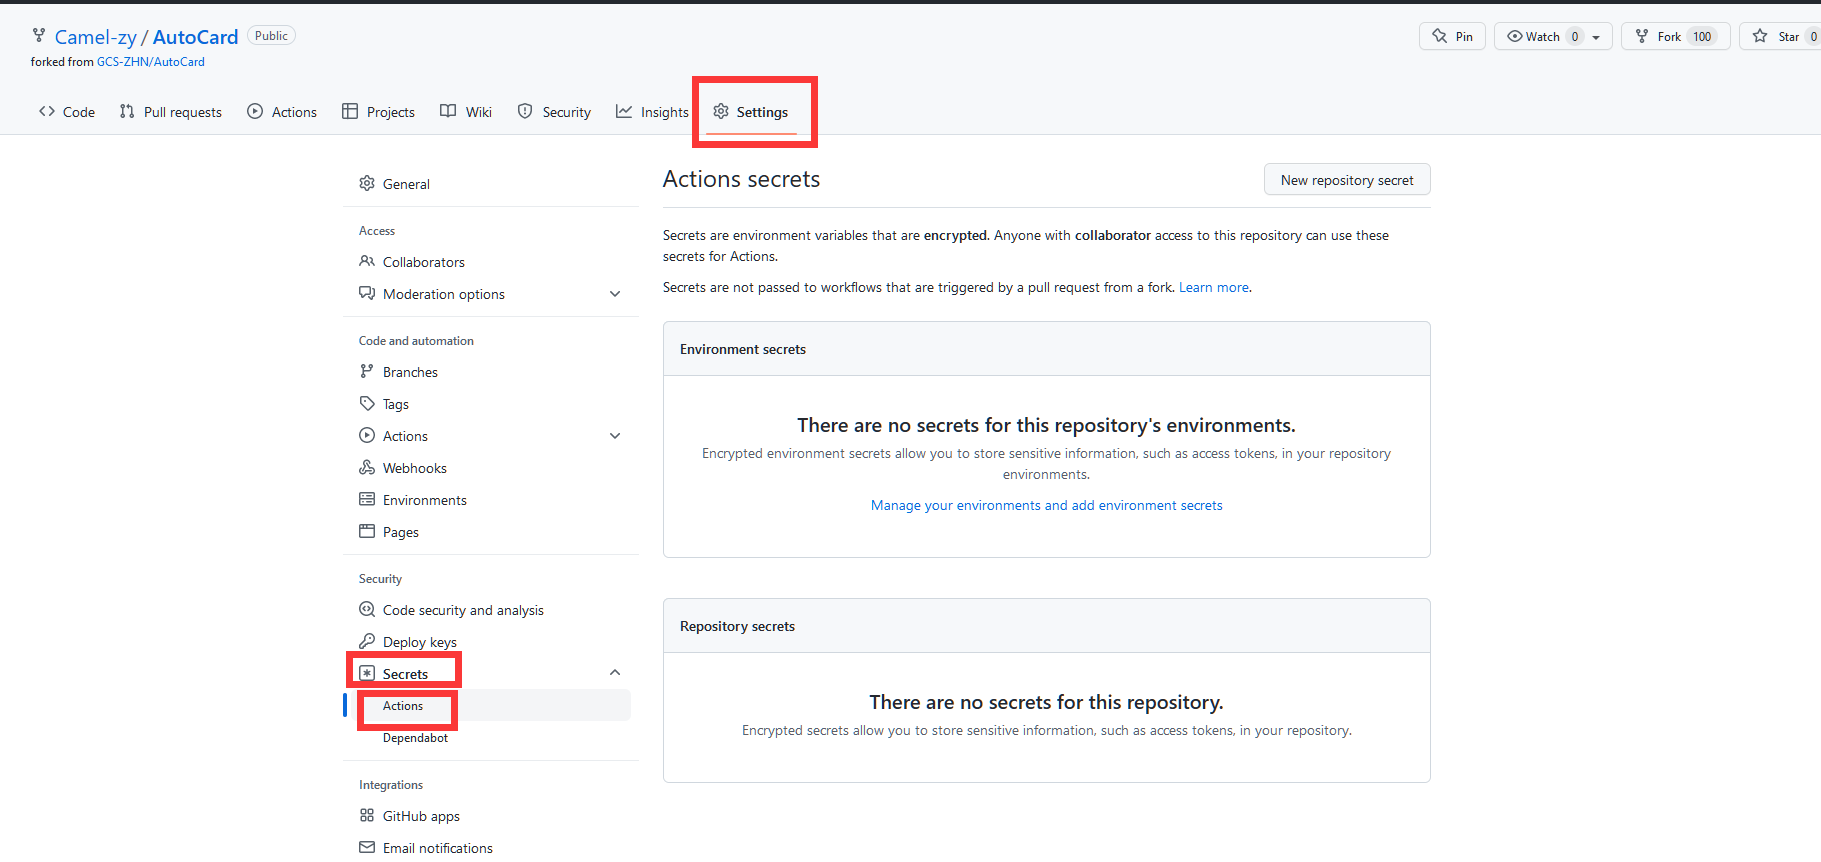 Camel-zy / AutoCard Public
Pin Watch 0 Fork 100 Star 0
forked from GCS-ZHN/AutoCard
Code Pull requests Actions Projects Wiki Security Insights Settings
General
Access
Collaborators
Moderation options
Code and automation
Branches
Tags
Actions
Webhooks
Environments
Pages
Security
Code security and analysis
Deploy keys
Secrets
Actions
Dependabot
Integrations
GitHub apps
Email notifications
Actions secrets
New repository secret
Secrets are environment variables that are encrypted. Anyone with collaborator access to this repository can use these
secrets for Actions.
Secrets are not passed to workflows that are triggered by a pull request from a fork. Learn more.
Environment secrets
There are no secrets for this repository's environments.
Encrypted environment secrets allow you to store sensitive information, such as access tokens, in your repository
environments.
Manage your environments and add environment secrets
Repository secrets
There are no secrets for this repository.
Encrypted secrets allow you to store sensitive information, such as access tokens, in your repository.